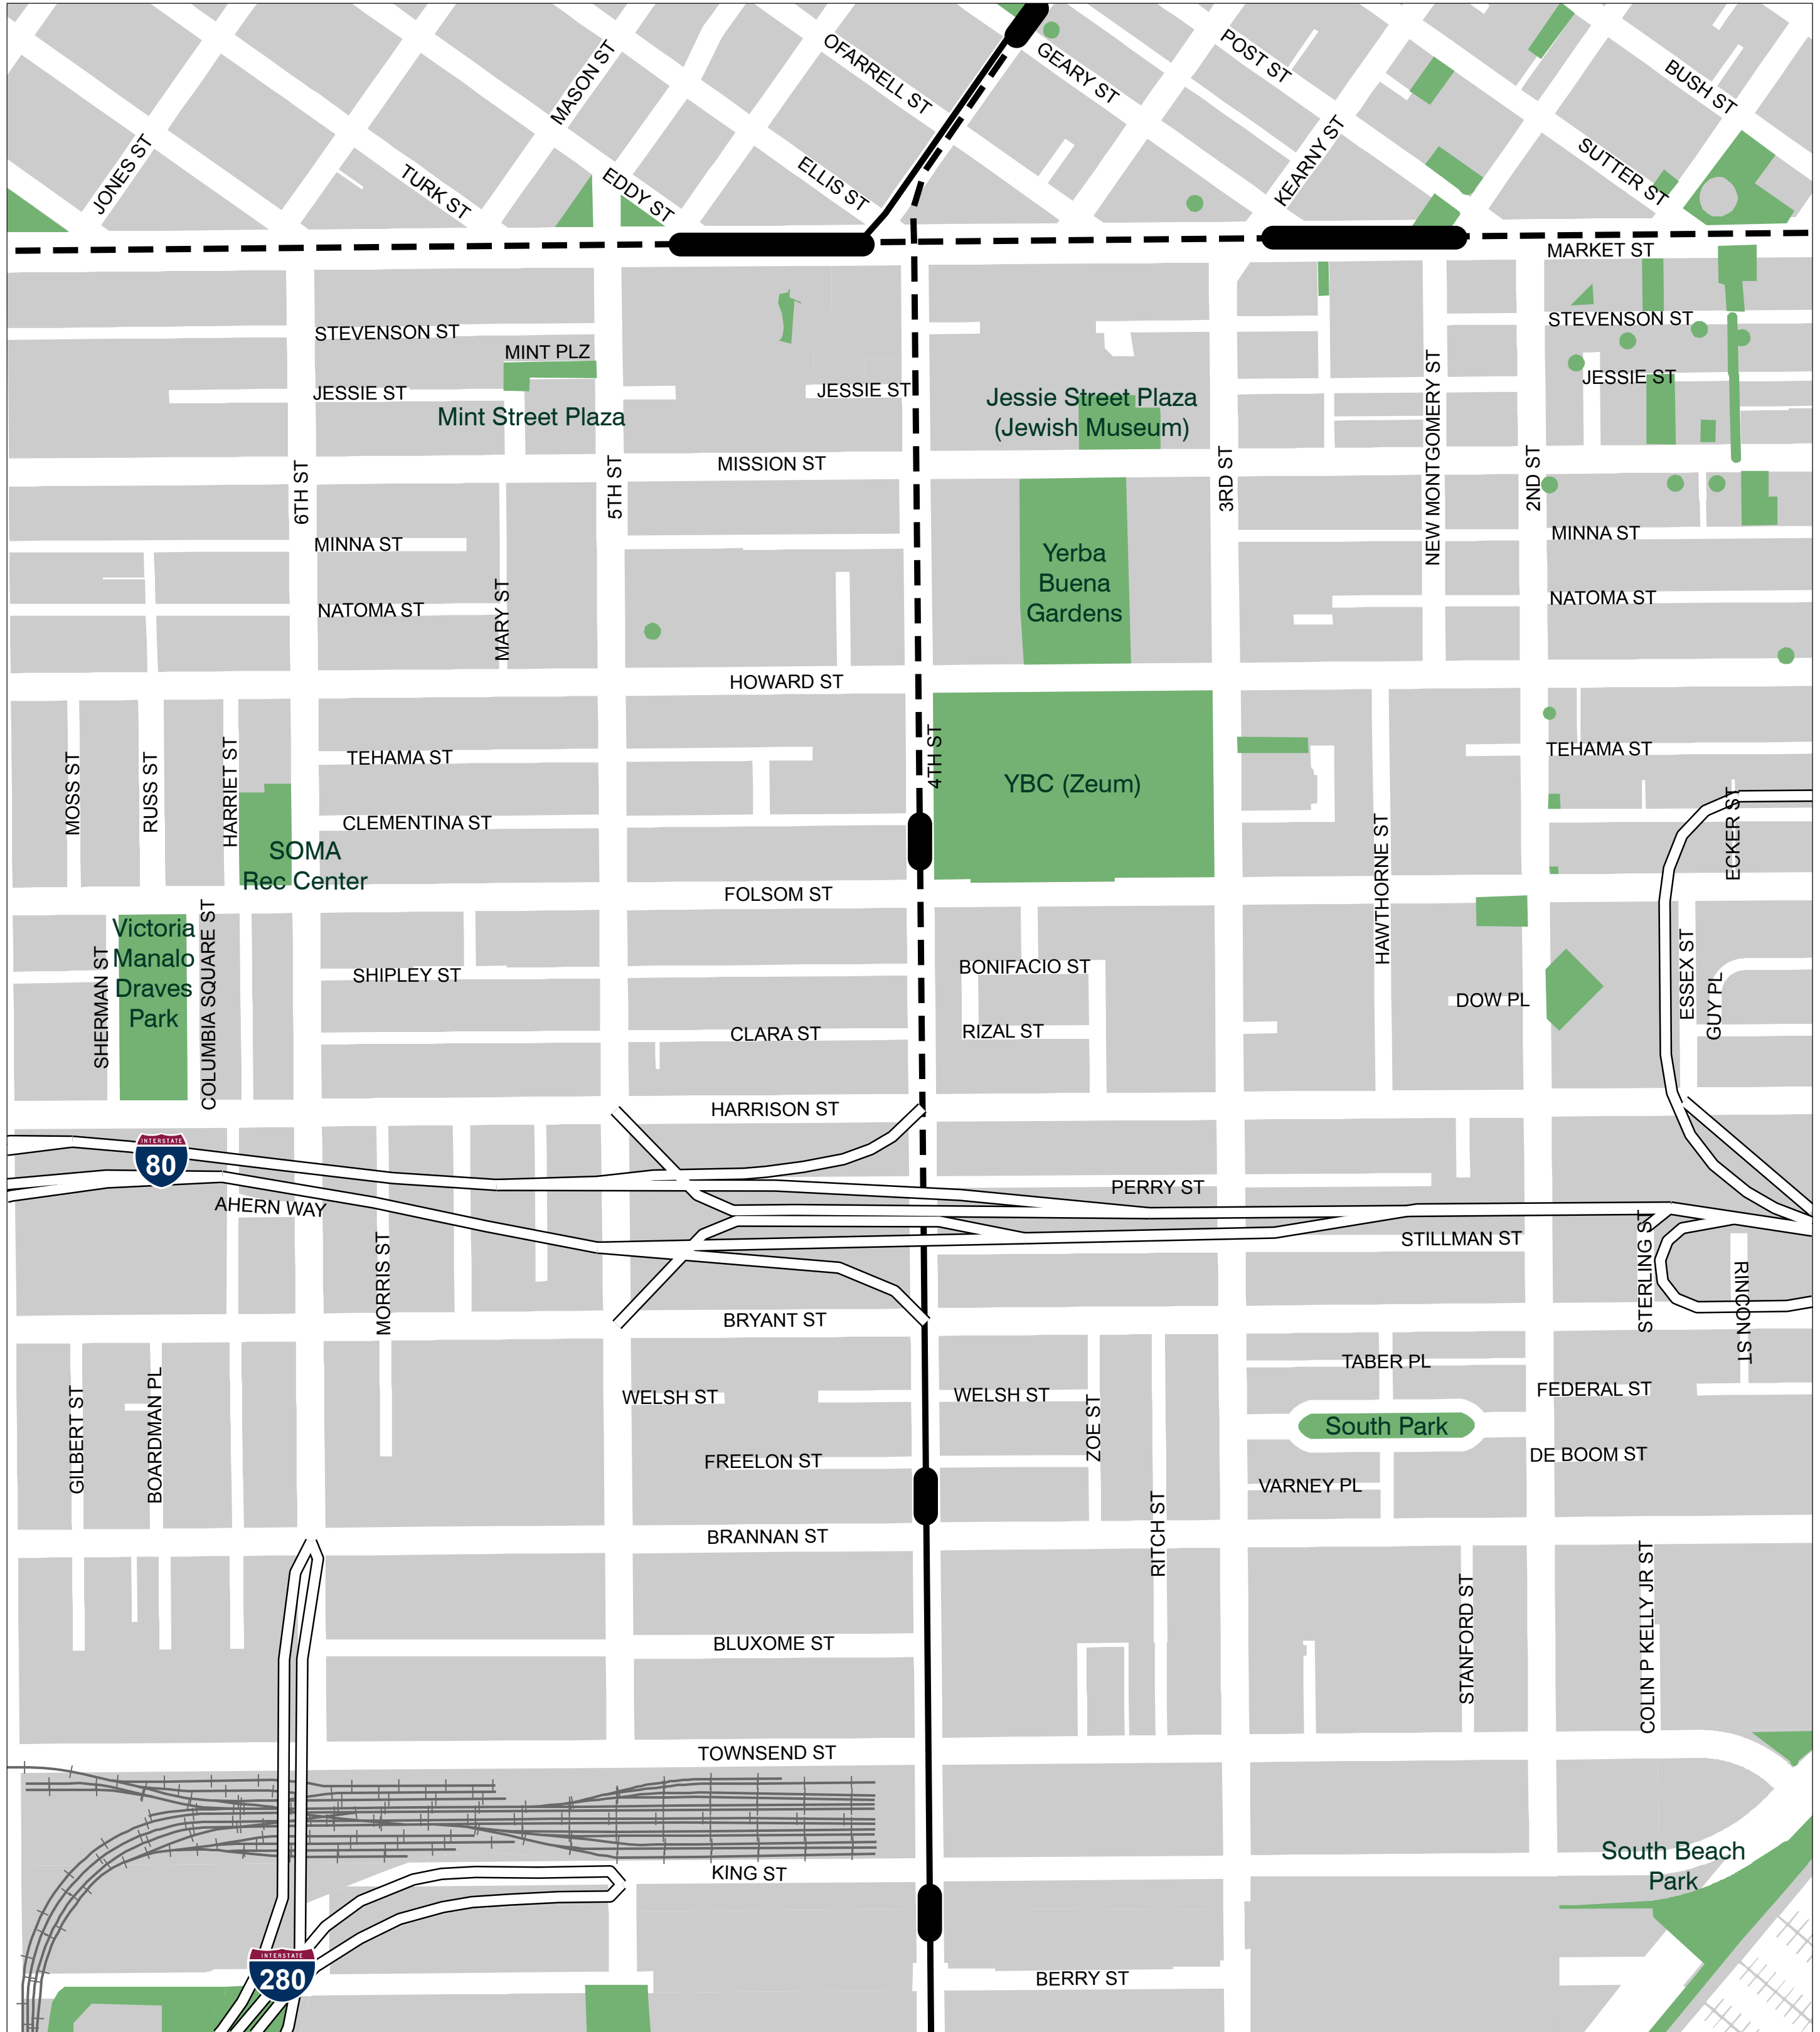 OFARRELL ST
GEARY ST
POST ST
BUSH ST
MASON ST
JONES ST
TURK ST
EDDY ST
ELLIS ST
KEARNY ST
SUTTER ST
MARKET ST
STEVENSON ST
STEVENSON ST
MINT PLZ
JESSIE ST
JESSIE ST
JESSIE ST
Mint Street Plaza
Jessie Street Plaza
(Jewish Museum)
MISSION ST
6TH ST
5TH ST
3RD ST
NEW MONTGOMERY ST
2ND ST
MINNA ST
MINNA ST
Yerba
Buena
Gardens
NATOMA ST
NATOMA ST
MARY ST
HOWARD ST
MOSS ST
RUSS ST
HARRIET ST
TEHAMA ST
4TH ST
YBC (Zeum)
TEHAMA ST
CLEMENTINA ST
HAWTHORNE ST
ECKER ST
SOMA
Rec Center
FOLSOM ST
Victoria
Manalo
Draves
Park
SHERMAN ST
COLUMBIA SQUARE ST
SHIPLEY ST
BONIFACIO ST
DOW PL
ESSEX ST
GUY PL
CLARA ST
RIZAL ST
HARRISON ST
INTERSTATE
80
AHERN WAY
PERRY ST
STILLMAN ST
MORRIS ST
STERLING ST
RINCON ST
BRYANT ST
TABER PL
GILBERT ST
BOARDMAN PL
WELSH ST
WELSH ST
ZOE ST
FEDERAL ST
South Park
FREELON ST
DE BOOM ST
VARNEY PL
RITCH ST
BRANNAN ST
STANFORD ST
COLIN P KELLY JR ST
BLUXOME ST
TOWNSEND ST
South Beach
Park
KING ST
INTERSTATE
280
BERRY ST